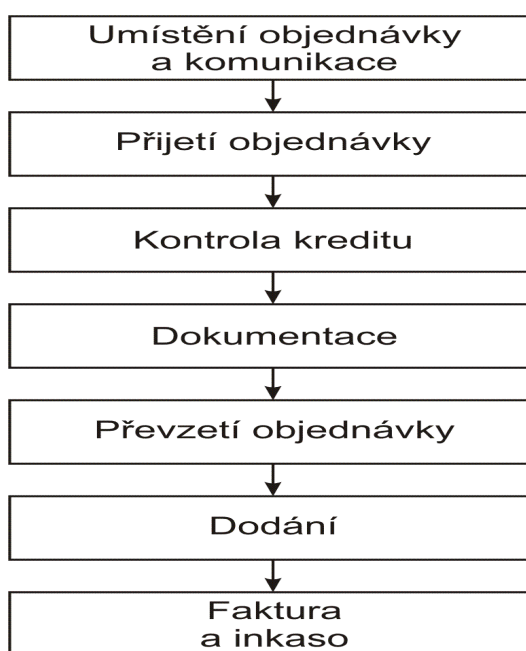 Umístění objednávky
a komunikace
Přijetí objednávky
Kontrola kreditu
Dokumentace
Převzetí objednávky
Dodání
Faktura
a inkaso